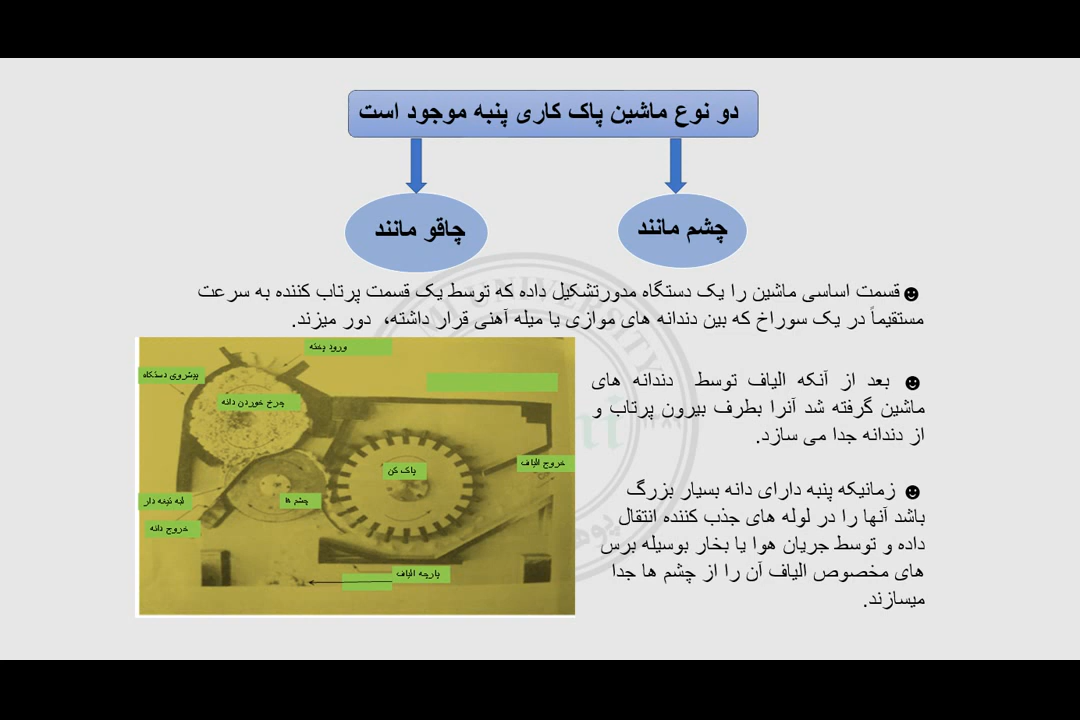 دو نوع ماشین پاک کاری پنبه موجود است
چشم مانند
چاقو مانند
☻قسمت اساسی ماشین را یک دستگاه مدورتشکیل داده که توسط یک قسمت پرتاب کننده به سرعت
مستقیماً در یک سوراخ که بین دندانه های موازی یا میله آهنی قرار داشته، دور میزند.
☻ بعد از آنکه الیاف توسط دندانه های
ماشین گرفته شد آنرا بطرف بیرون پرتاب و
از دندانه جدا می سازد.
☻ زمانیکه پنبه دارای دانه بسیار بزرگ
باشد آنها را در لوله های جذب کننده انتقال
داده و توسط جریان هوا یا بخار بوسیله برس
های مخصوص الیاف آن را از چشم ها جدا
میسازند.
ورود پخته
پیشروی دستگاه
چرخ خوردن دانه
پاک کن
خروج الیاف
لبه تیغه دار
چشم ها
خروج دانه
پارچه الیاف
UNIVERSITY